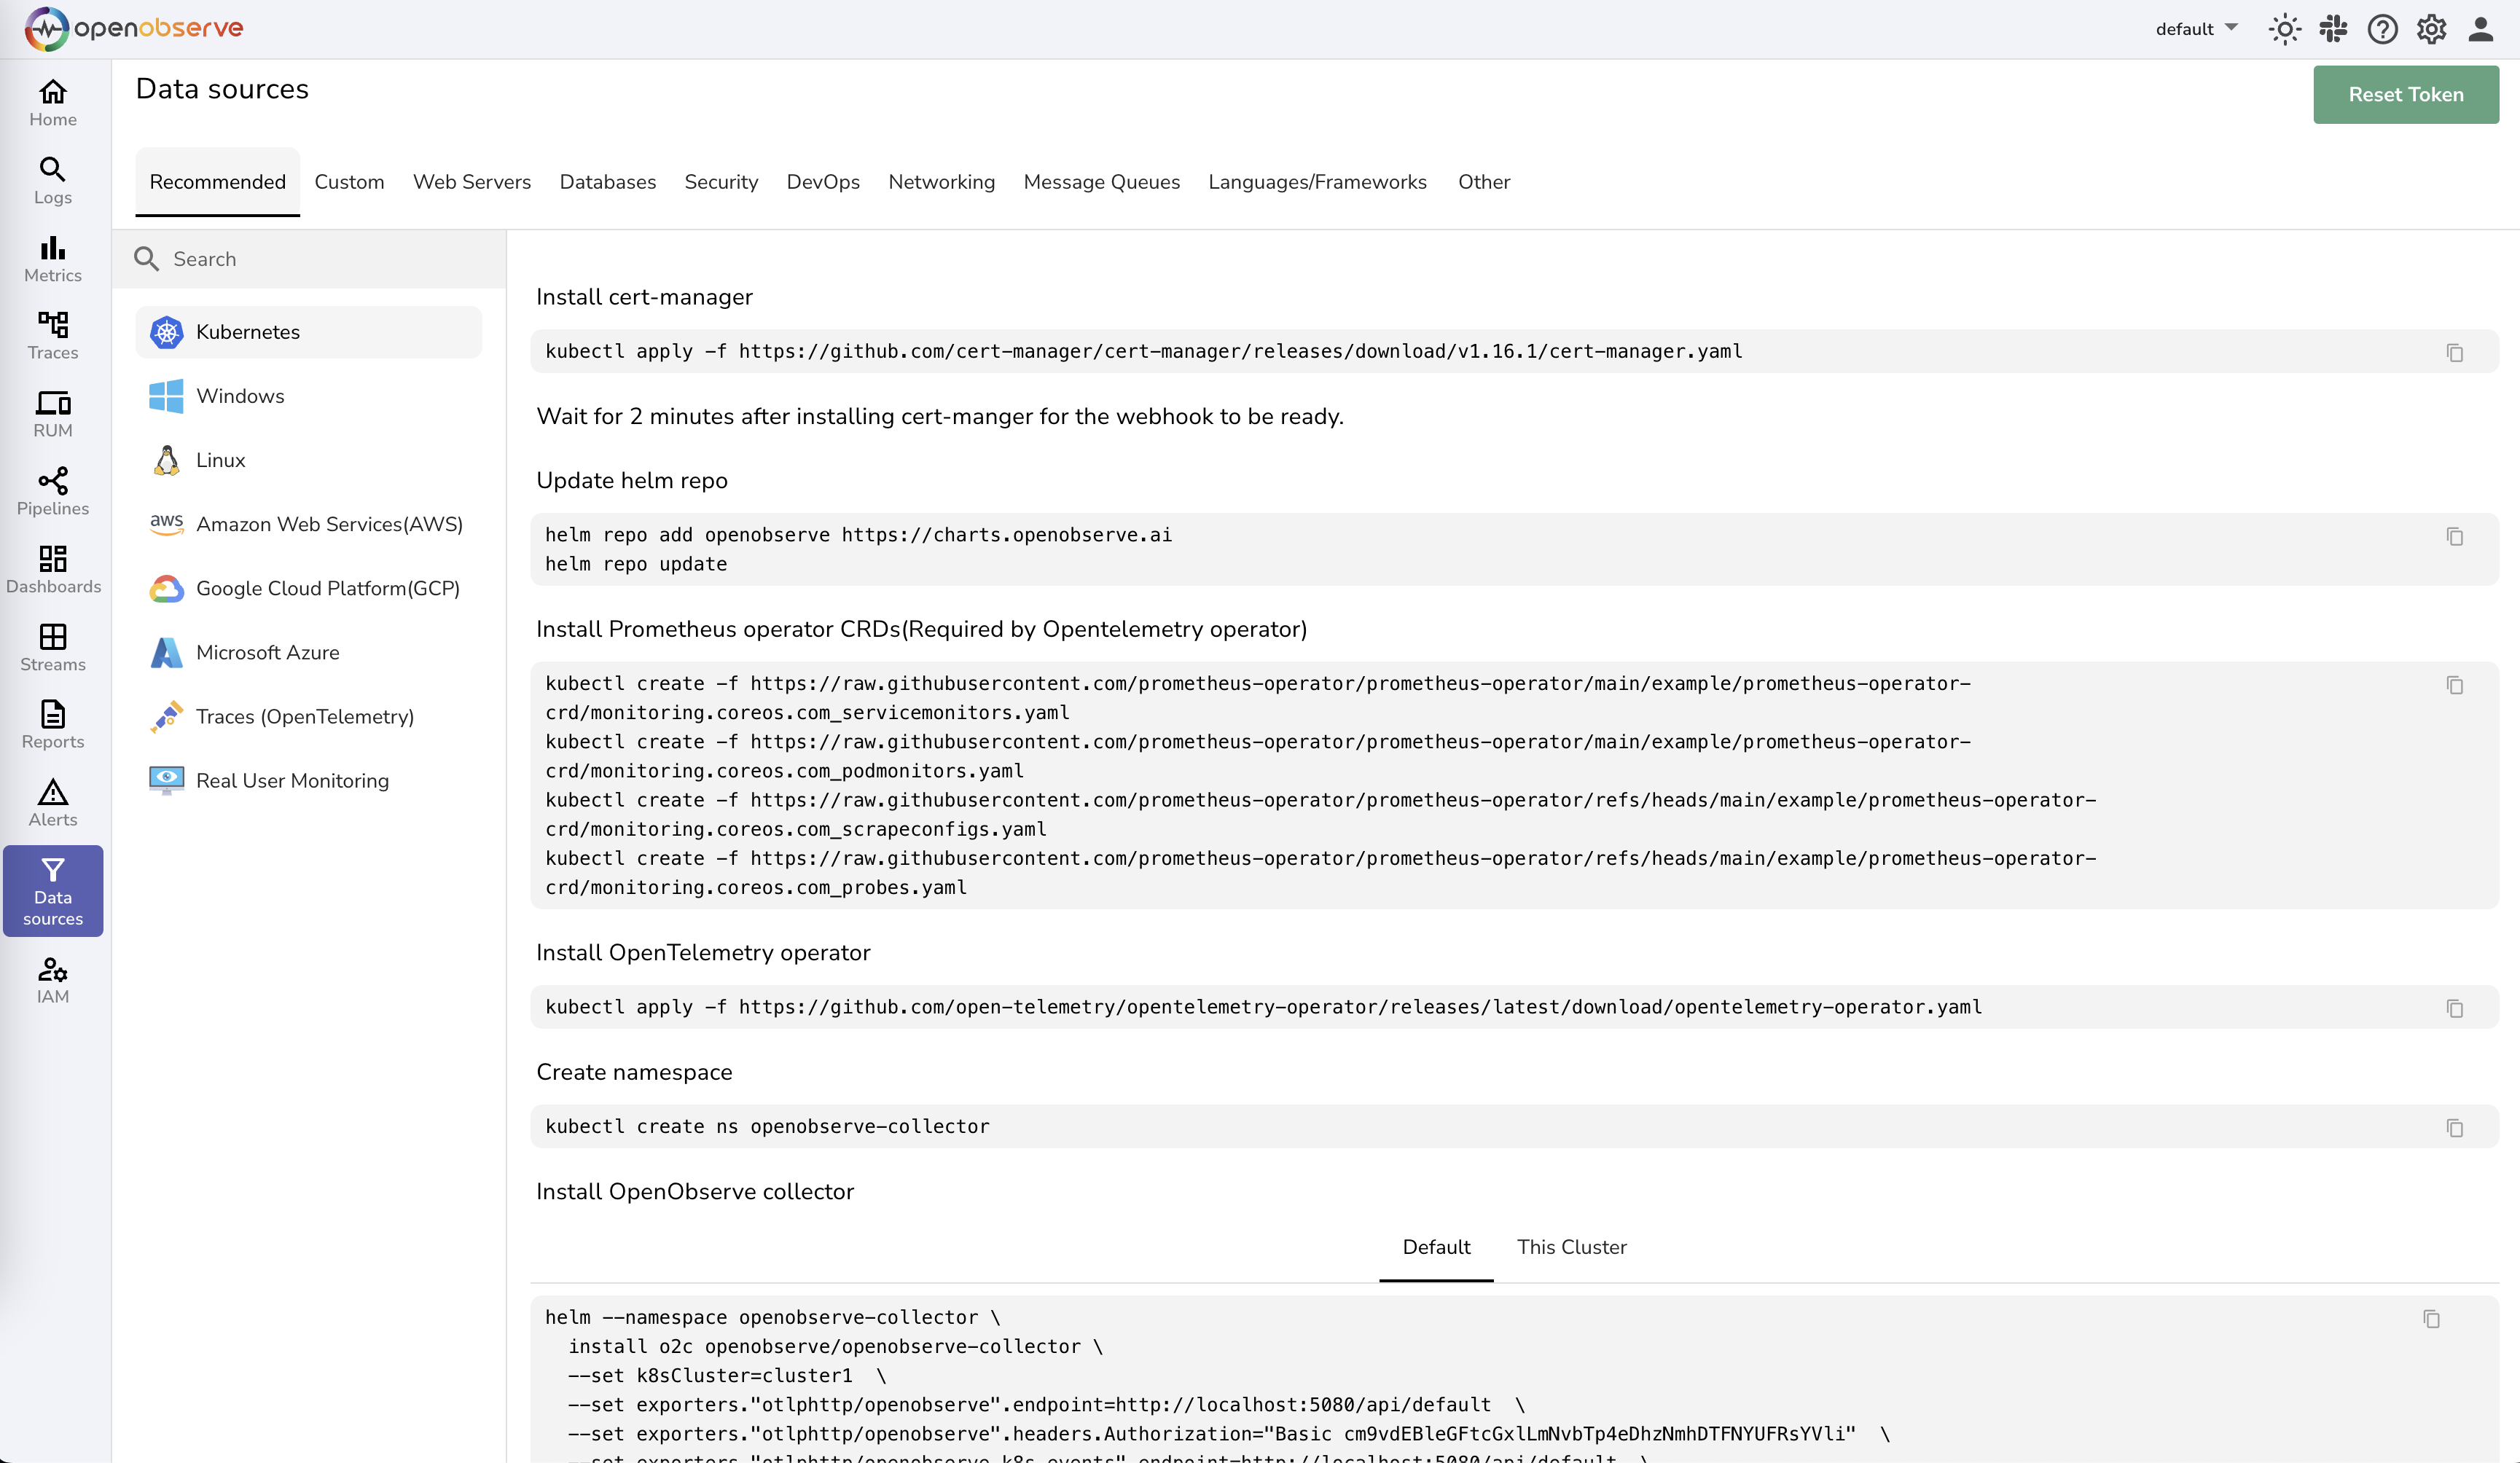 openobserve
default
Home
Logs
Metrics
Traces
RUM
Pipelines
Dashboards
Streams
Reports
Alerts
Data
sources
IAM
Data sources
Reset Token
Recommended Custom Web Servers Databases Security DevOps Networking Message Queues Languages/Frameworks Other
Search
Kubernetes
Windows
Linux
aws Amazon Web Services(AWS)
Google Cloud Platform(GCP)
Microsoft Azure
Traces (OpenTelemetry)
Real User Monitoring
Install cert-manager
kubectl apply -f https://github.com/cert-manager/cert-manager/releases/download/v1.16.1/cert-manager.yaml
Wait for 2 minutes after installing cert-manger for the webhook to be ready.
Update helm repo
helm repo add openobserve https://charts.openobserve.ai
helm repo update
Install Prometheus operator CRDs(Required by Opentelemetry operator)
kubectl create -f https://raw.githubusercontent.com/prometheus-operator/prometheus-operator/main/example/prometheus-operator-
crd/monitoring.coreos.com_servicemonitors.yaml
kubectl create -f https://raw.githubusercontent.com/prometheus-operator/prometheus-operator/main/example/prometheus-operator-
crd/monitoring.coreos.com_podmonitors.yaml
kubectl create -f https://raw.githubusercontent.com/prometheus-operator/prometheus-operator/refs/heads/main/example/prometheus-operator-
crd/monitoring.coreos.com_scrapeconfigs.yaml
kubectl create -f https://raw.githubusercontent.com/prometheus-operator/prometheus-operator/refs/heads/main/example/prometheus-operator-
crd/monitoring.coreos.com_probes.yaml
Install OpenTelemetry operator
kubectl apply -f https://github.com/open-telemetry/opentelemetry-operator/releases/latest/download/opentelemetry-operator.yaml
Create namespace
kubectl create ns openobserve-collector
Install OpenObserve collector
Default This Cluster
helm --namespace openobserve-collector \
install o2c openobserve/openobserve-collector \
--set k8sCluster=cluster1 \
--set exporters."otlphttp/openobserve".endpoint=http://localhost:5080/api/default \
--set exporters."otlphttp/openobserve".headers.Authorization="Basic cm9vdEBleGFtcGxlLmNvbTp4eDhzNmhDTFNYUFRsYVli" \
--set exporters."otlphttp/openobserve_k8s_events".endpoint=http://localhost:5080/api/default \